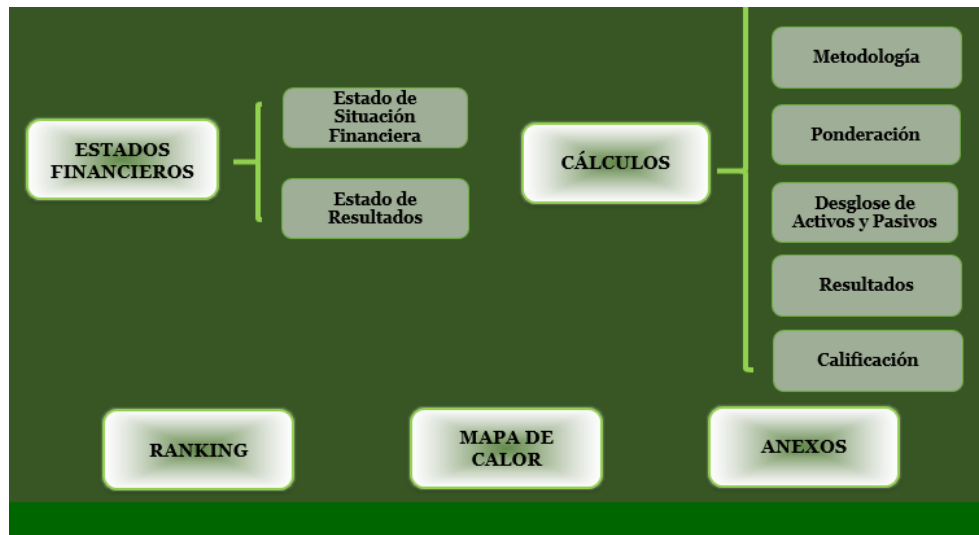 ESTADOS
FINANCIEROS
Estado de
Situación
Financiera
Estado de
Resultados
CÁLCULOS
Metodología
Ponderación
Desglose de
Activos y Pasivos
Resultados
Calificación
RANKING
MAPA DE
CALOR
ANEXOS